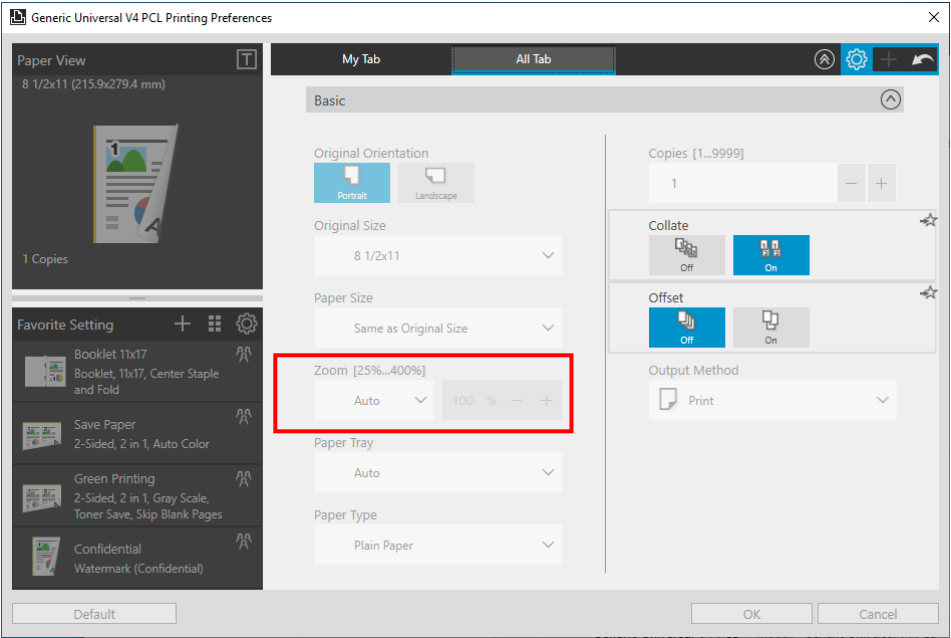 Generic Universal V4 PCL Printing Preferences
Paper View
T
8 1/2x11 (215.9x279.4 mm)
1
A
1 Copies
Favorite Setting
Booklet 11x17
Booklet, 11x17, Center Staple
and Fold
Save Paper
2-Sided, 2 in 1, Auto Color
Green Printing
2-Sided, 2 in 1, Gray Scale,
Toner Save, Skip Blank Pages
Confidential
Watermark (Confidential)
My Tab
All Tab
Basic
Original Orientation
Portrait
Landscape
Original Size
8 1/2x11
Paper Size
Same as Original Size
Zoom [25%...400%]
Auto
100 %
Paper Tray
Auto
Paper Type
Plain Paper
Copies [1...9999]
1
Collate
Off
On
Offset
Off
On
Output Method
Print
Default
OK
Cancel